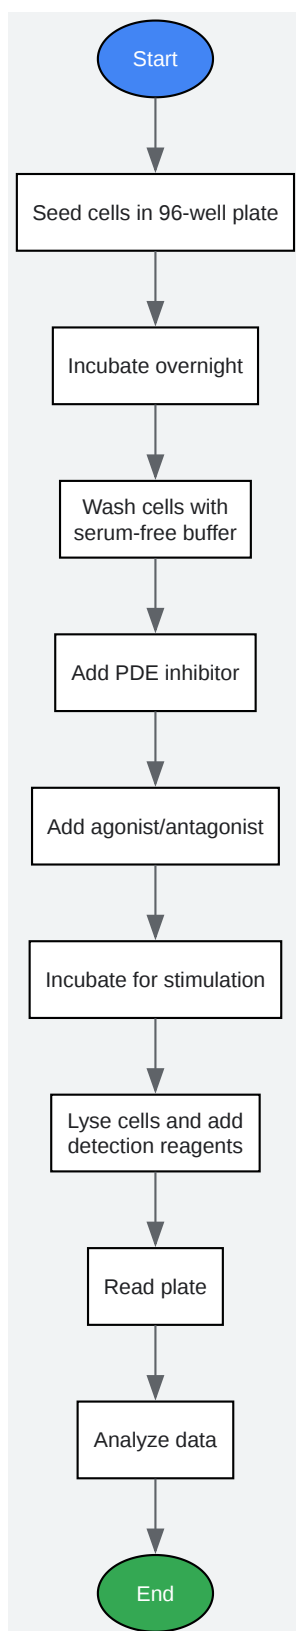 Start
Seed cells in 96-well plate
Incubate overnight
Wash cells with
serum-free buffer
Add PDE inhibitor
Add agonist/antagonist
Incubate for stimulation
Lyse cells and add
detection reagents
Read plate
Analyze data
End